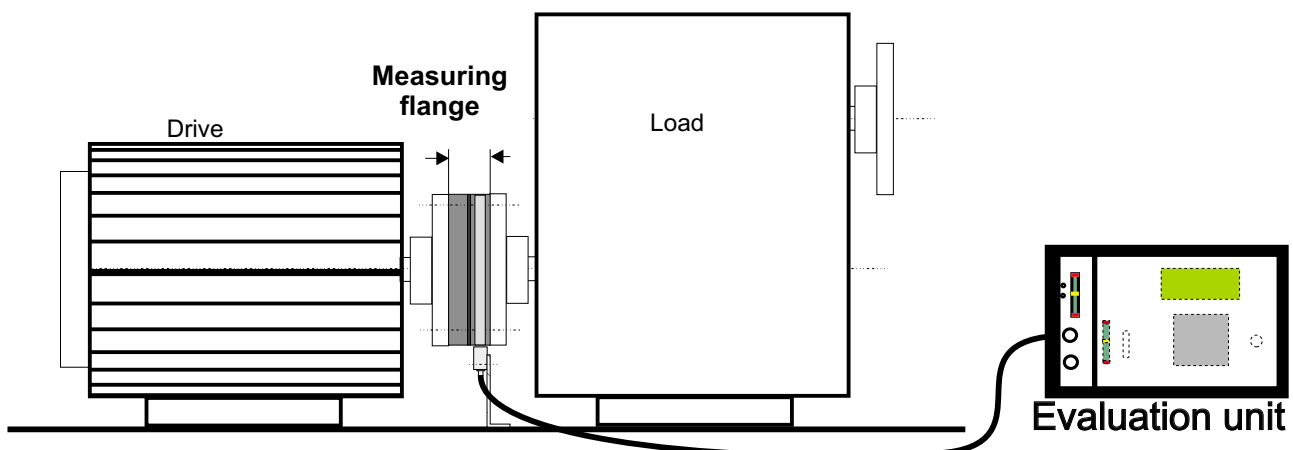 Measuring
flange
Drive
Load
Evaluation unit